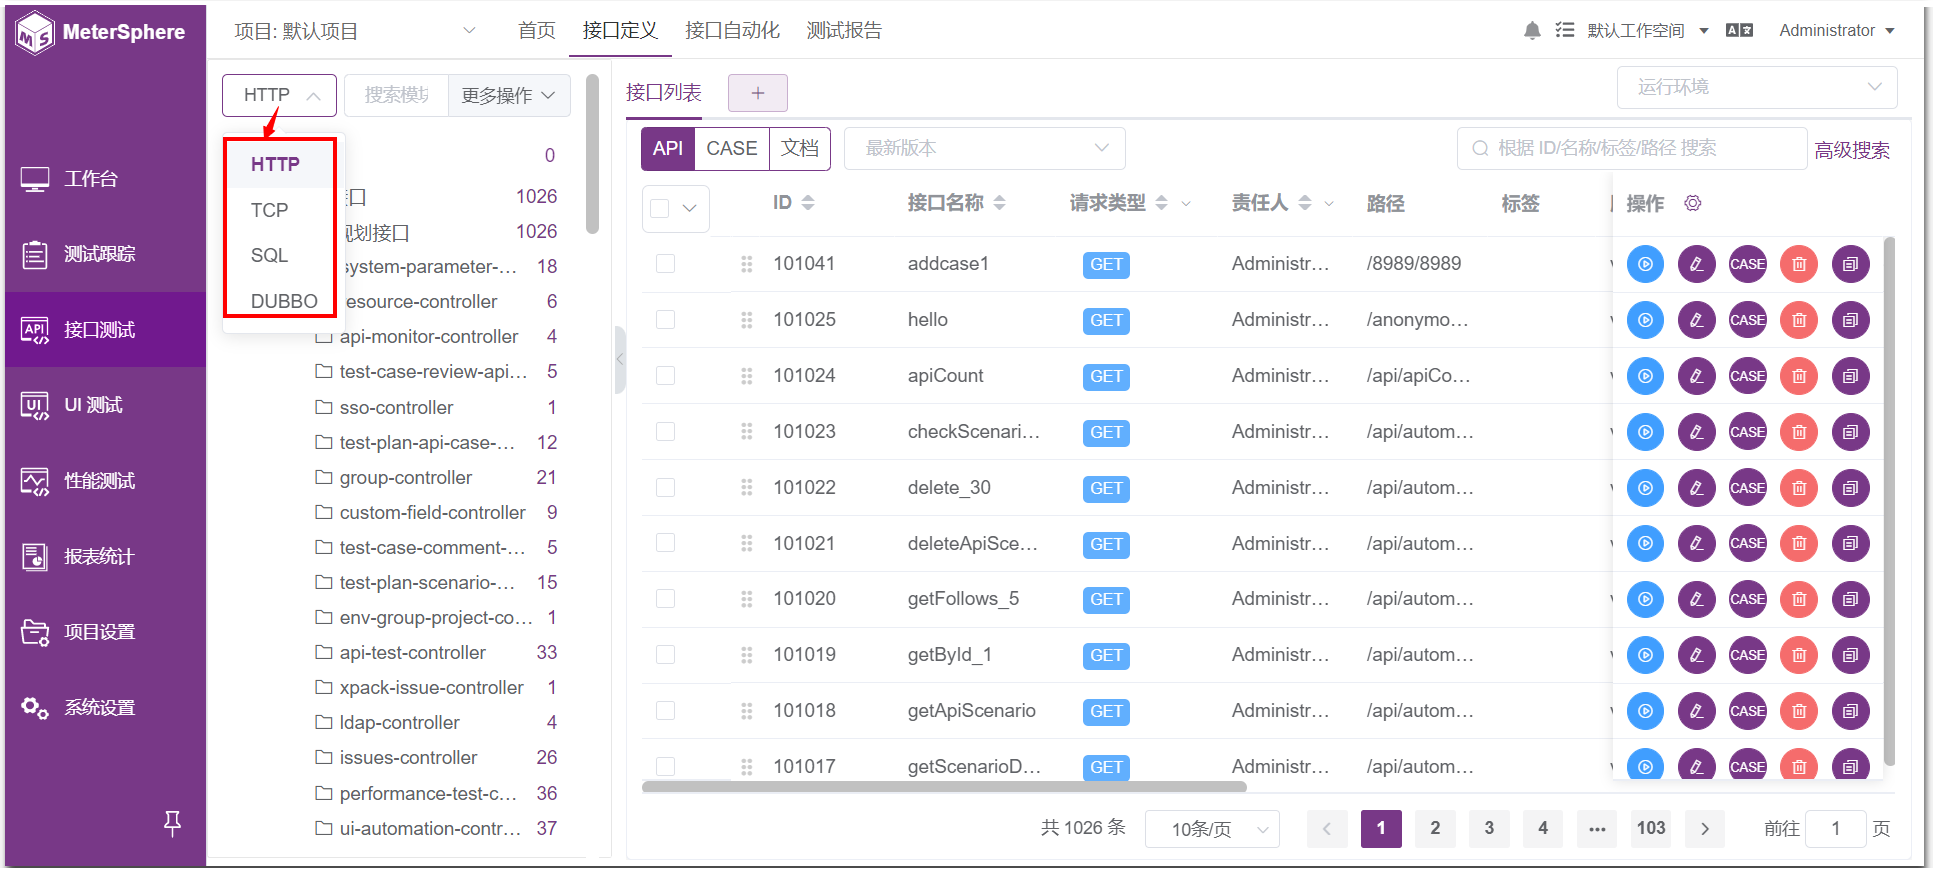 MeterSphere
项目: 默认项目
首页
接口定义
接口自动化
测试报告
默认工作空间
Administrator
工作台
测试跟踪
接口测试
UI 测试
性能测试
报表统计
项目设置
系统设置
HTTP
搜索模块
更多操作
HTTP
TCP
SQL
DUBBO
0
接口 1026
规划接口 1026
system-parameter-... 18
resource-controller 6
api-monitor-controller 4
test-case-review-api... 5
sso-controller 1
test-plan-api-case-... 12
group-controller 21
custom-field-controller 9
test-case-comment-... 5
test-plan-scenario-... 15
env-group-project-co... 1
api-test-controller 33
xpack-issue-controller 1
ldap-controller 4
issues-controller 26
performance-test-c... 36
ui-automation-contr... 37
接口列表
+
运行环境
API CASE 文档
最新版本
根据 ID/名称/标签/路径 搜索
高级搜索
ID 接口名称 请求类型 责任人 路径 标签 操作
101041 addcase1 GET Administr... /8989/8989 CASE
101025 hello GET Administr... /anonymo... CASE
101024 apiCount GET Administr... /api/apiCo... CASE
101023 checkScenari... GET Administr... /api/autom... CASE
101022 delete_30 GET Administr... /api/autom... CASE
101021 deleteApiSce... GET Administr... /api/autom... CASE
101020 getFollows_5 GET Administr... /api/autom... CASE
101019 getById_1 GET Administr... /api/autom... CASE
101018 getApiScenario GET Administr... /api/autom... CASE
101017 getScenarioD... GET Administr... /api/autom... CASE
共 1026 条
10条/页
1 2 3 4 ... 103
前往 1 页